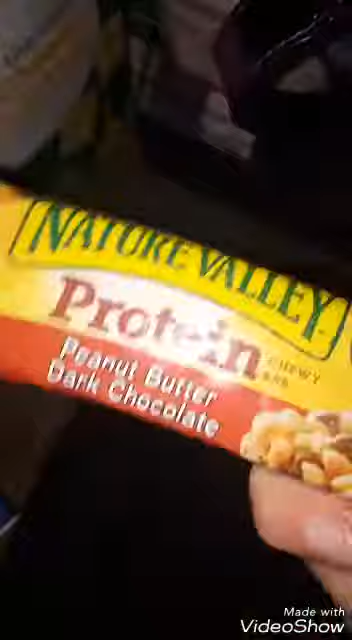 NATURE VALLEY
Protein
CHEWY
BAR
Peanut Butter
Dark Chocolate
Made with
VideoShow